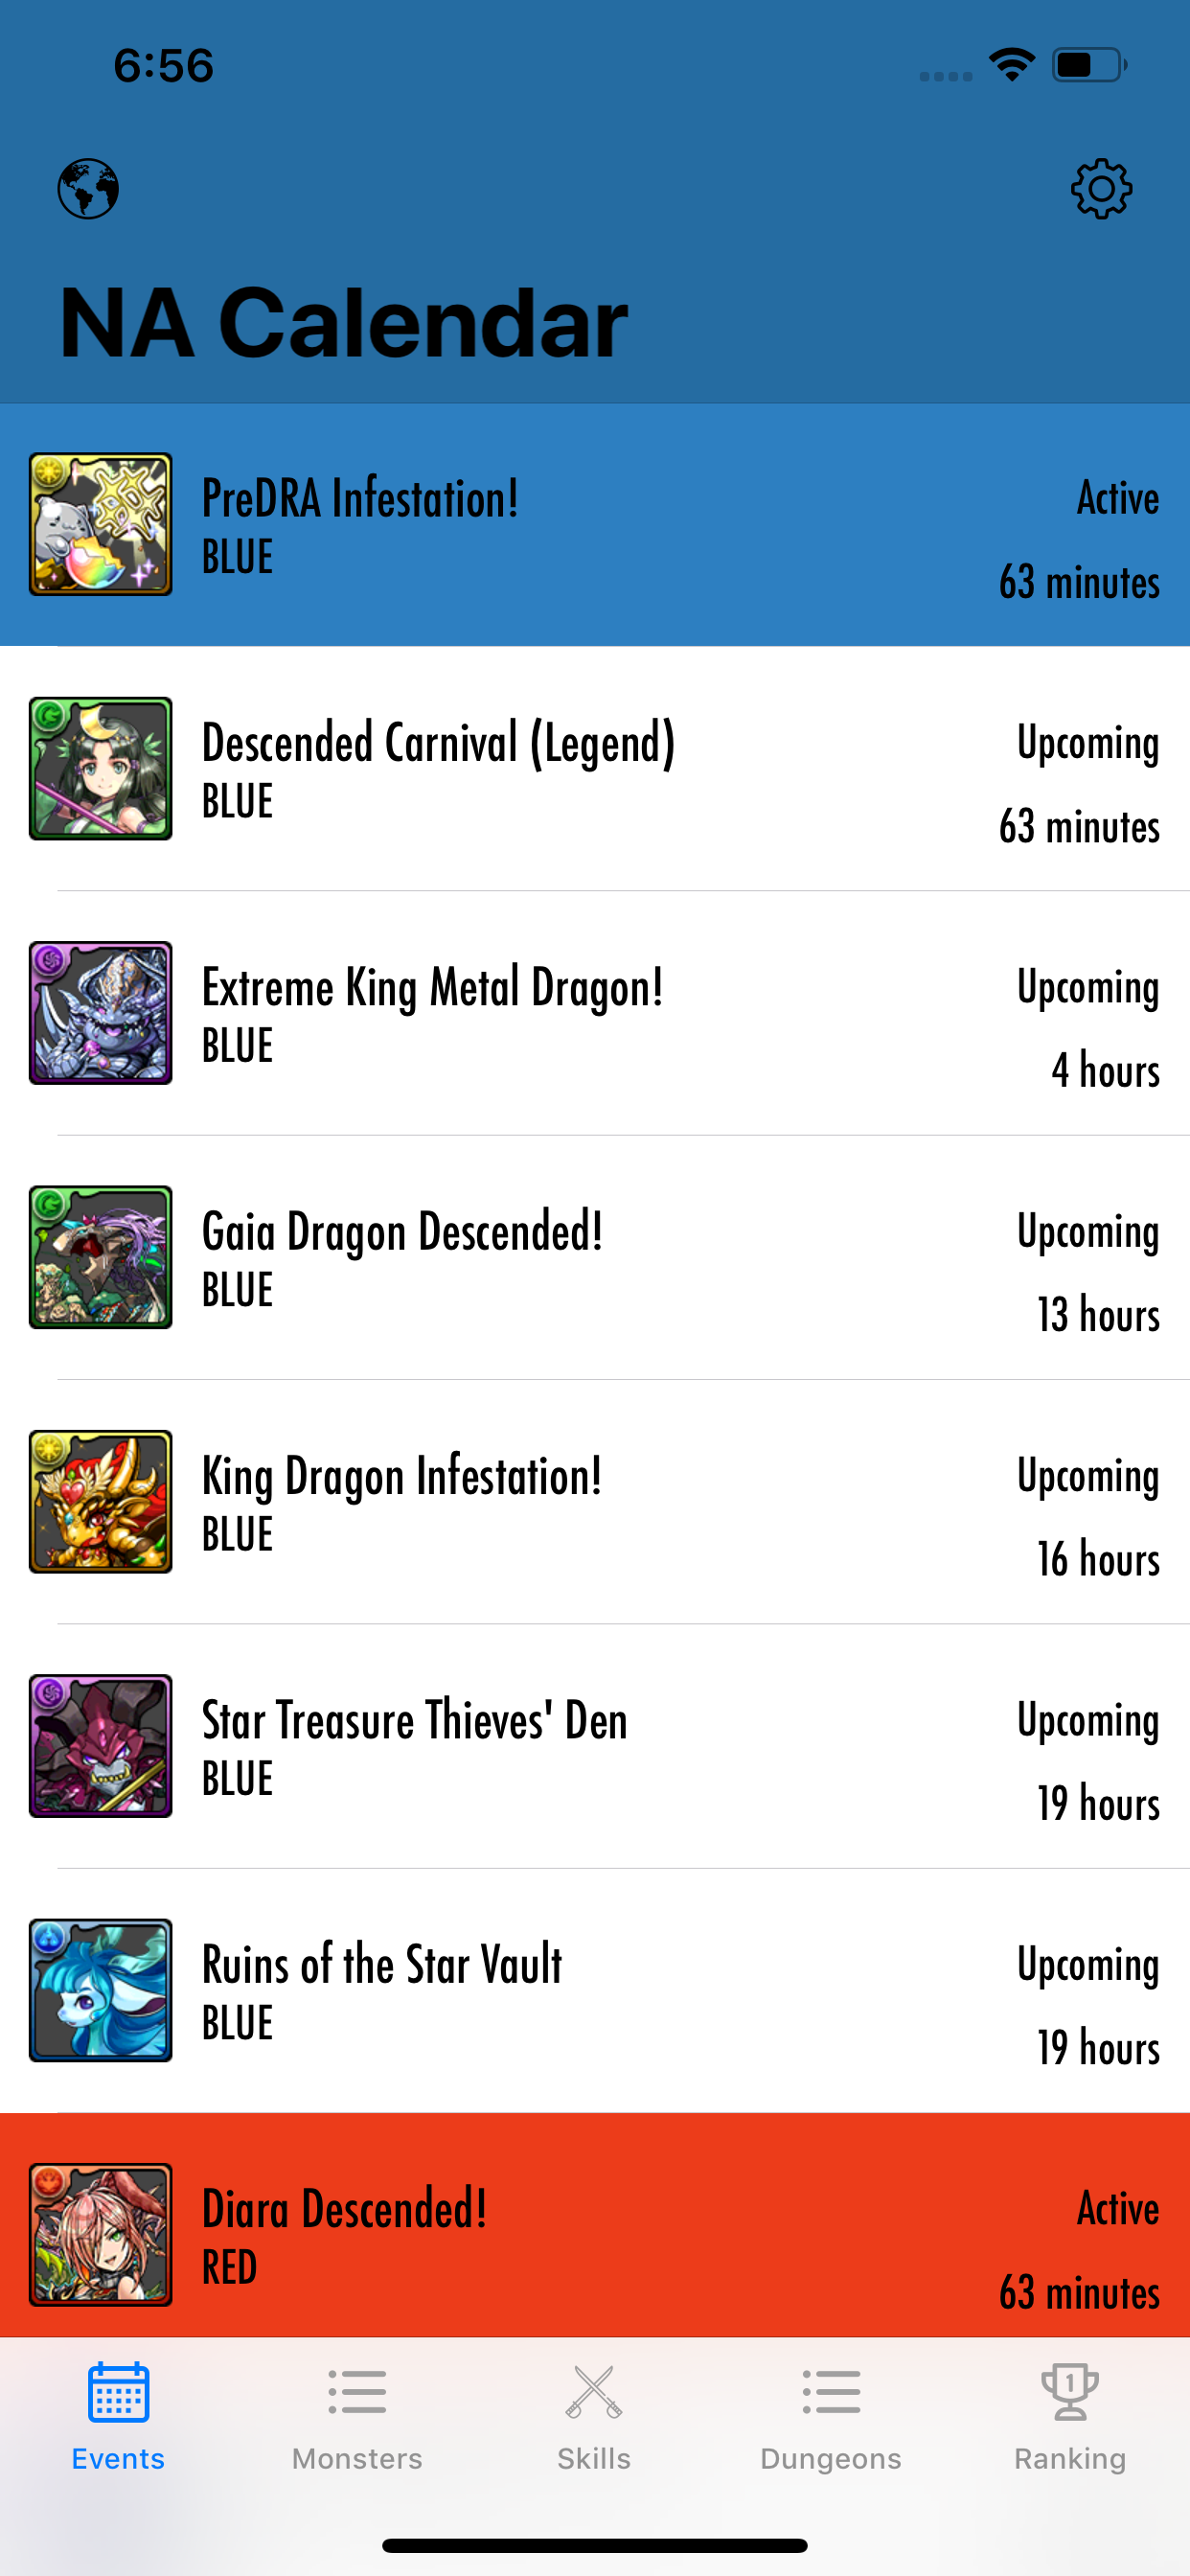 6:56
NA Calendar
PreDRA Infestation!
BLUE
Active
63 minutes
Descended Carnival (Legend)
BLUE
Upcoming
63 minutes
Extreme King Metal Dragon!
BLUE
Upcoming
4 hours
Gaia Dragon Descended!
BLUE
Upcoming
13 hours
King Dragon Infestation!
BLUE
Upcoming
16 hours
Star Treasure Thieves' Den
BLUE
Upcoming
19 hours
Ruins of the Star Vault
BLUE
Upcoming
19 hours
Diara Descended!
RED
Active
63 minutes
1
Events
Monsters
Skills
Dungeons
Ranking